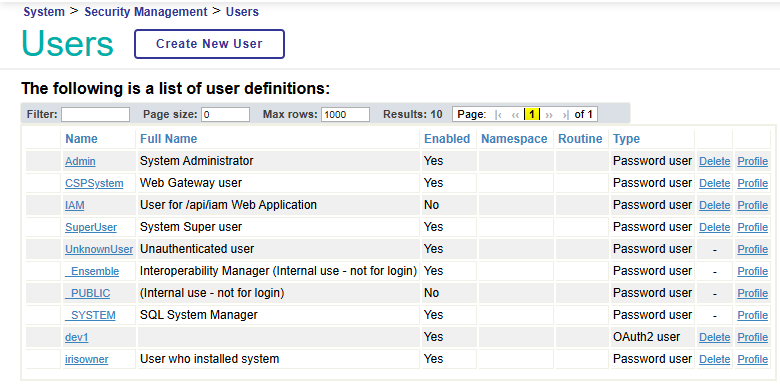 System > Security Management > Users
Users Create New User
The following is a list of user definitions:
Filter: Page size: 0 Max rows: 1000 Results: 10 Page: |‹ ‹‹ 1 ›› ›| of 1
Name Full Name Enabled Namespace Routine Type
Admin System Administrator Yes Password user Delete Profile
CSPSystem Web Gateway user Yes Password user Delete Profile
IAM User for /api/iam Web Application No Password user Delete Profile
SuperUser System Super user Yes Password user Delete Profile
UnknownUser Unauthenticated user Yes Password user - Profile
_Ensemble Interoperability Manager (Internal use - not for login) Yes Password user - Profile
_PUBLIC (Internal use - not for login) No Password user - Profile
_SYSTEM SQL System Manager Yes Password user - Profile
dev1 Yes OAuth2 user Delete Profile
irisowner User who installed system Yes Password user Delete Profile